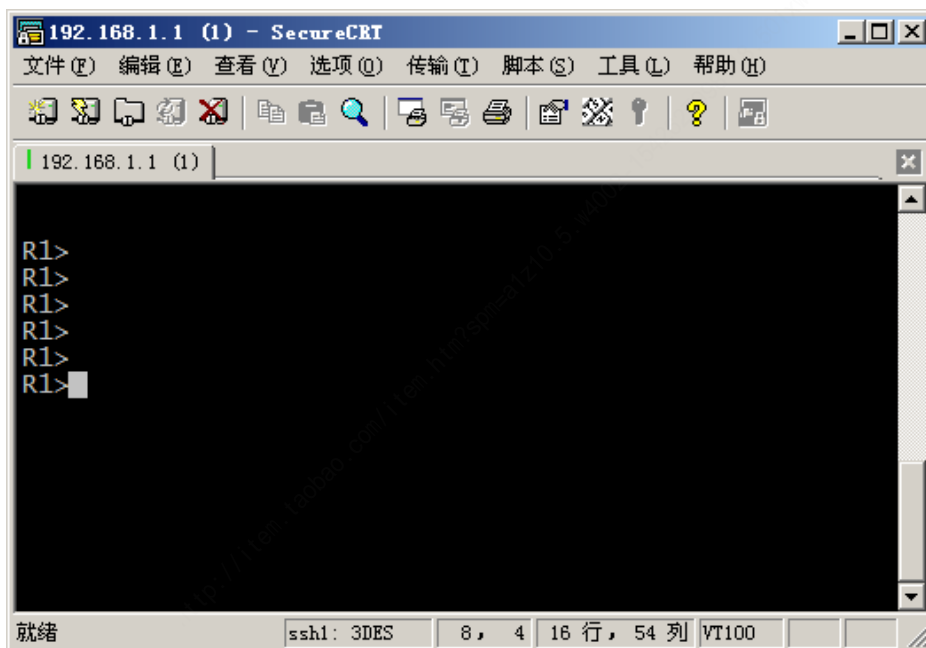 192.168.1.1 (1) - SecureCRT
文件(F) 编辑(E) 查看(V) 选项(O) 传输(T) 脚本(S) 工具(L) 帮助(H)
192.168.1.1 (1)
R1>
R1>
R1>
R1>
R1>
R1>
就绪 ssh1: 3DES 8, 4 16 行, 54 列 VT100